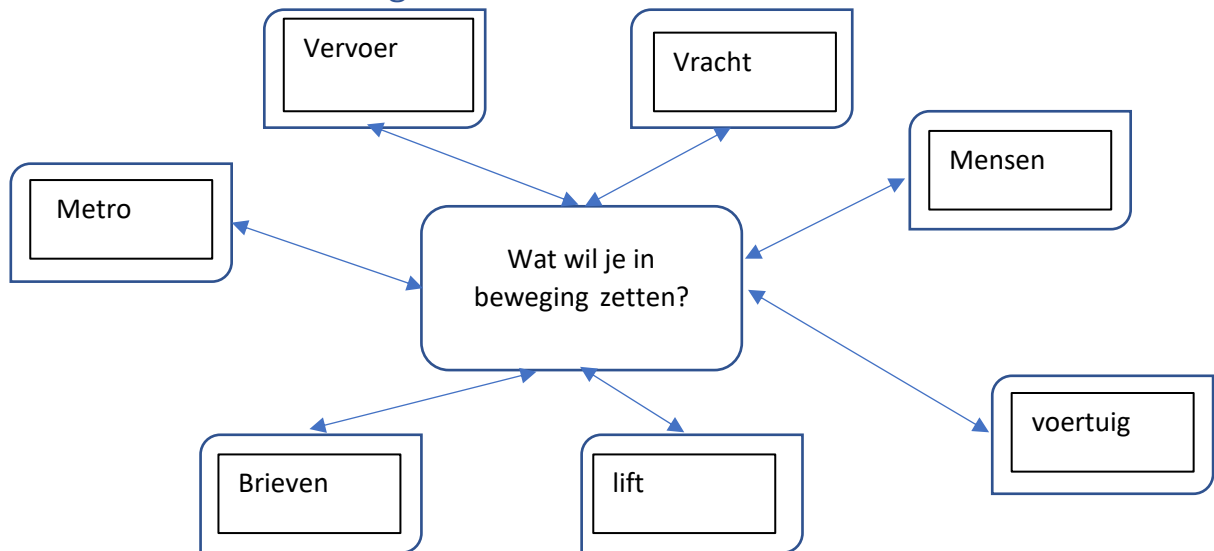 Vervoer
Vracht
Mensen
Metro
Wat wil je in
beweging zetten?
voertuig
Brieven
lift